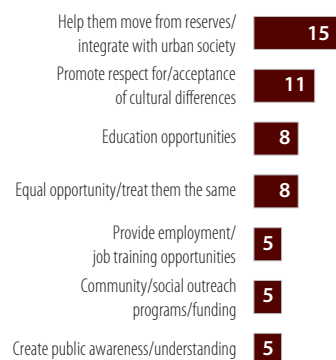 Help them move from reserves/
integrate with urban society
15
Promote respect for/acceptance
of cultural differences
11
Education opportunities
8
Equal opportunity/treat them the same
8
Provide employment/
job training opportunities
5
Community/social outreach
programs/funding
5
Create public awareness/understanding
5